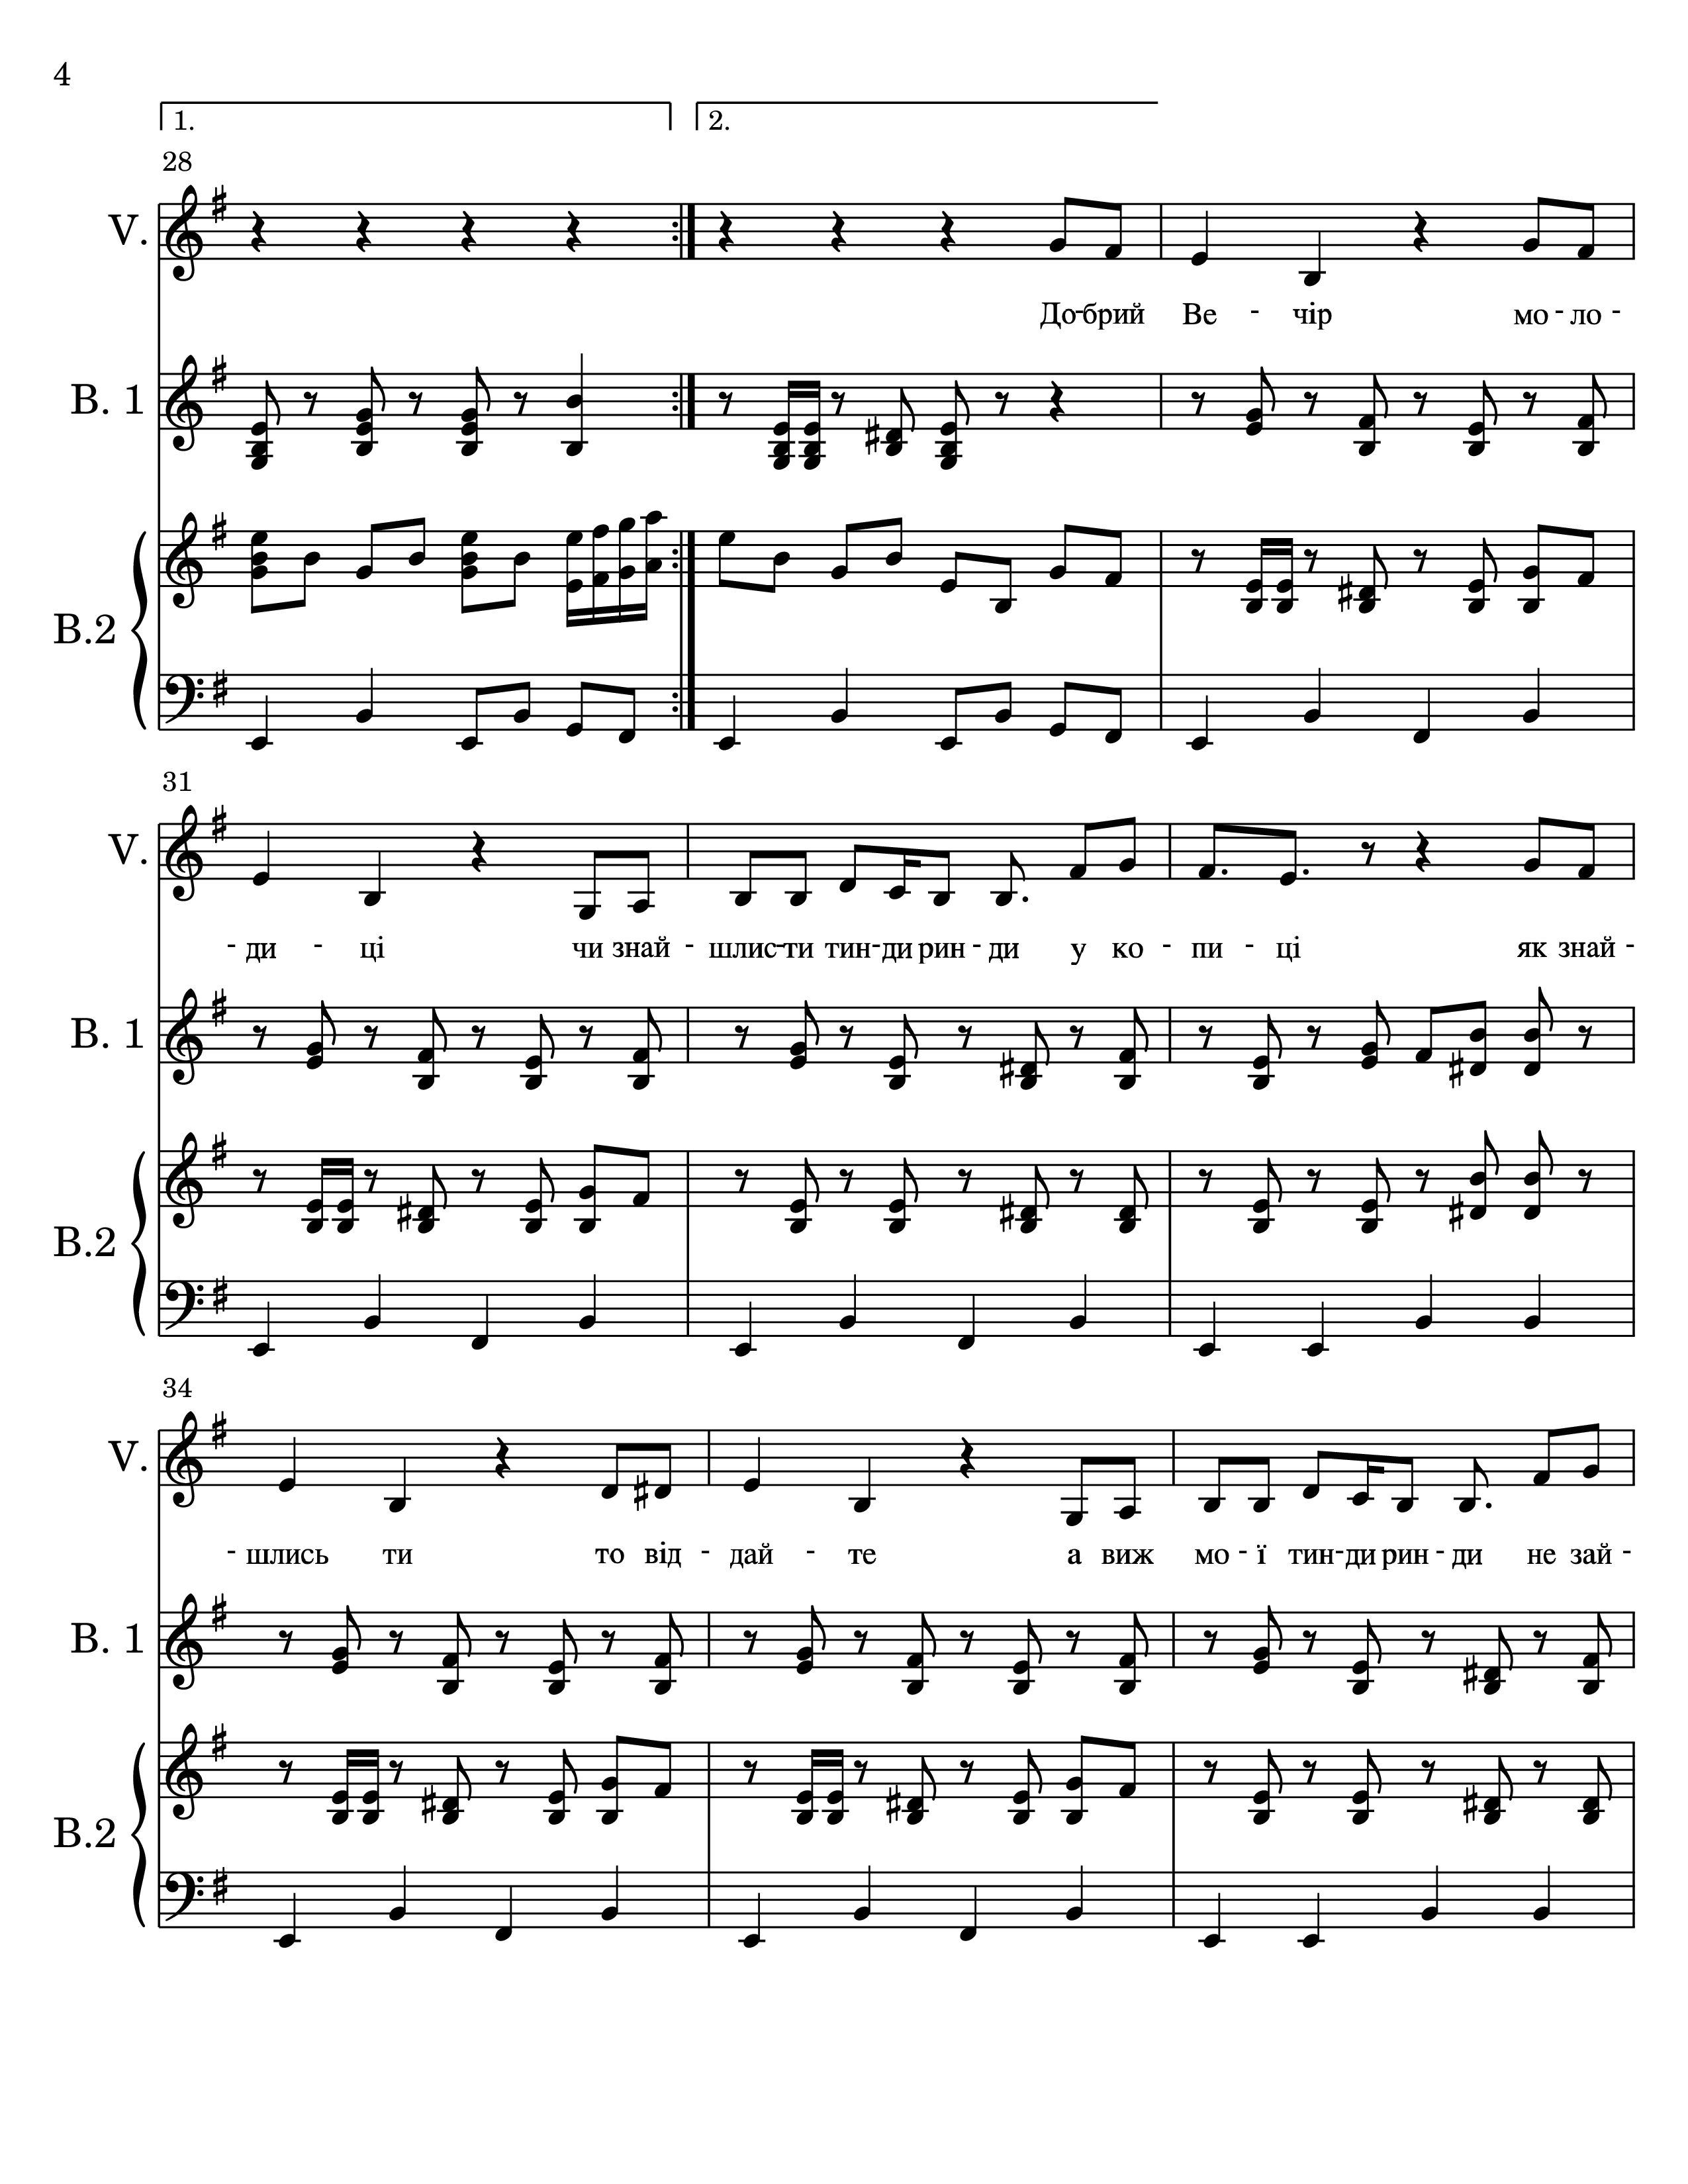 4
1. 2.
28
V.
До-брий Ве - чір мо - ло -
B. 1
B.2
31
V.
- ди - ці чи знай - шлис-ти тин-ди рин - ди у ко - пи - ці як знай -
B. 1
B.2
34
V.
- шлись ти то від - дай - те а виж мо - ї тин-ди рин - ди не зай -
B. 1
B.2